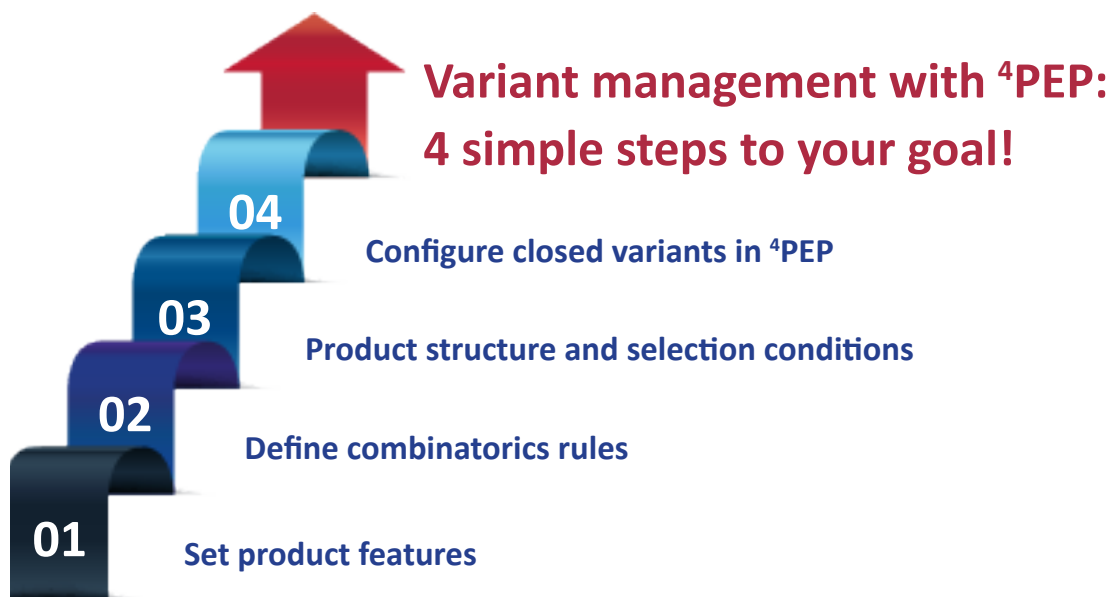 Variant management with ⁴PEP:
4 simple steps to your goal!
04
Configure closed variants in ⁴PEP
03
Product structure and selection conditions
02
Define combinatorics rules
01
Set product features